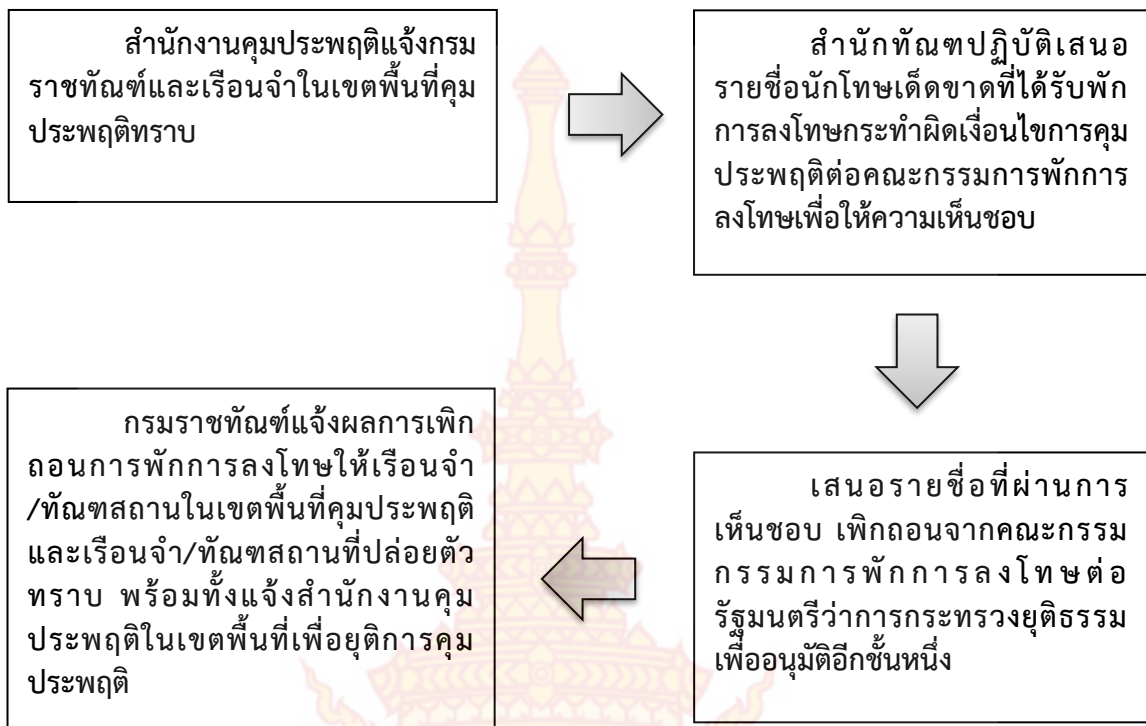 สำนักงานคุมประพฤติแจ้งกรม
ราชทัณฑ์และเรือนจำในเขตพื้นที่คุม
ประพฤติทราบ
สำนักทัณฑปฏิบัติเสนอ
รายชื่อนักโทษเด็ดขาดที่ได้รับพัก
การลงโทษกระทำผิดเงื่อนไขการคุม
ประพฤติต่อคณะกรรมการพักการ
ลงโทษเพื่อให้ความเห็นชอบ
เสนอรายชื่อที่ผ่านการ
เห็นชอบ เพิกถอนจากคณะกรรม
กรรมการพักการลงโทษต่อ
รัฐมนตรีว่าการกระทรวงยุติธรรม
เพื่ออนุมัติอีกชั้นหนึ่ง
กรมราชทัณฑ์แจ้งผลการเพิก
ถอนการพักการลงโทษให้เรือนจำ
/ทัณฑสถานในเขตพื้นที่คุมประพฤติ
และเรือนจำ/ทัณฑสถานที่ปล่อยตัว
ทราบ พร้อมทั้งแจ้งสำนักงานคุม
ประพฤติในเขตพื้นที่เพื่อยุติการคุม
ประพฤติ